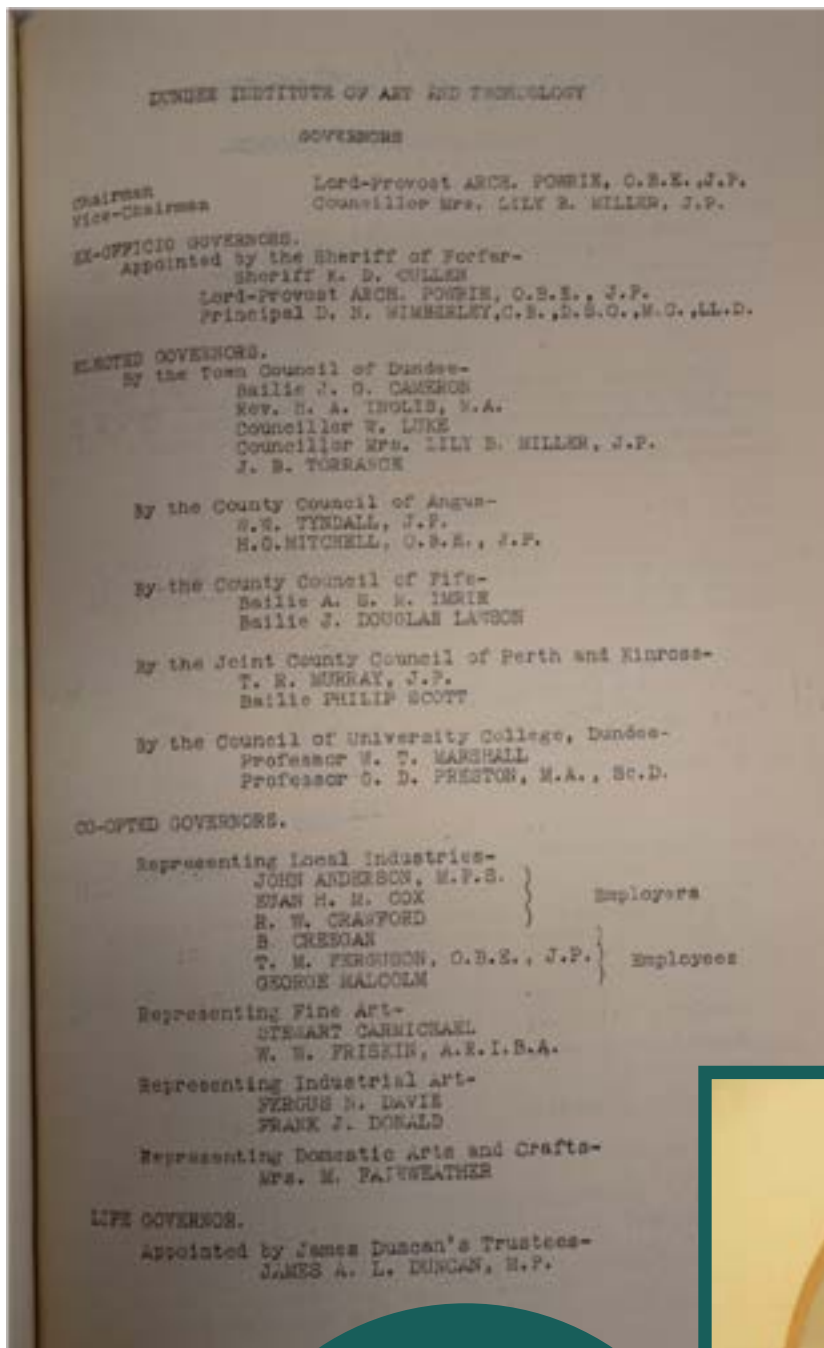 DUNDEE INSTITUTE OF ART AND TECHNOLOGY
GOVERNORS
Chairman Lord-Provost ARCH. POWRIE, O.B.E.,J.P.
Vice-Chairman Councillor Mrs. LILY B. MILLER, J.P.
EX-OFFICIO GOVERNORS.
Appointed by the Sheriff of Forfar-
Sheriff K. D. CULLEN
Lord-Provost ARCH. POWRIE, O.B.E., J.P.
Principal D. N. WIMBERLEY,C.B.,D.S.O.,M.C.,LL.D.
ELECTED GOVERNORS.
By the Town Council of Dundee-
Bailie J. G. CAMERON
Rev. H. A. INGLIS, M.A.
Councillor W. LUKE
Councillor Mrs. LILY B. MILLER, J.P.
J. B. TORRANCE
By the County Council of Angus-
W.W. TYNDALL, J.P.
H.G.MITCHELL, O.B.E., J.P.
By the County Council of Fife-
Bailie A. S. R. IMRIE
Bailie J. DOUGLAS LAWSON
By the Joint County Council of Perth and Kinross-
T. R. MURRAY, J.P.
Bailie PHILIP SCOTT
By the Council of University College, Dundee-
Professor W. T. MARSHALL
Professor G. D. PRESTON, M.A., Sc.D.
CO-OPTED GOVERNORS.
Representing Local Industries-
JOHN ANDERSON, M.P.S.
EUAN H. M. COX Employers
R. W. CRAWFORD
B. CREEGAN
T. M. FERGUSON, O.B.E., J.P. Employees
GEORGE MALCOLM
Representing Fine Art-
STEWART CARMICHAEL
W. W. FRISKIN, A.R.I.B.A.
Representing Industrial Art-
FERGUS N. DAVIE
FRANK J. DONALD
Representing Domestic Arts and Crafts-
Mrs. M. FAIRWEATHER
LIFE GOVERNOR.
Appointed by James Duncan's Trustees-
JAMES A. L. DUNCAN, M.P.